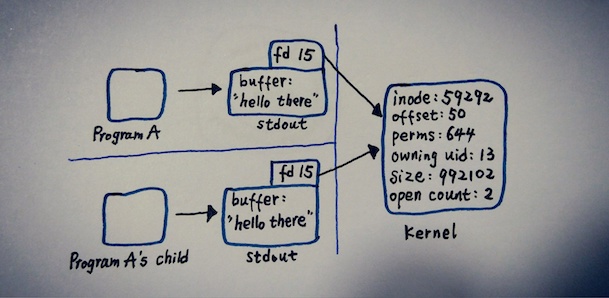 fd 15
buffer:
"hello there"
stdout
Program A
fd 15
buffer:
"hello there"
stdout
Program A's child
inode: 59292
offset: 50
perms: 644
owning uid: 13
size: 992102
open count: 2
Kernel